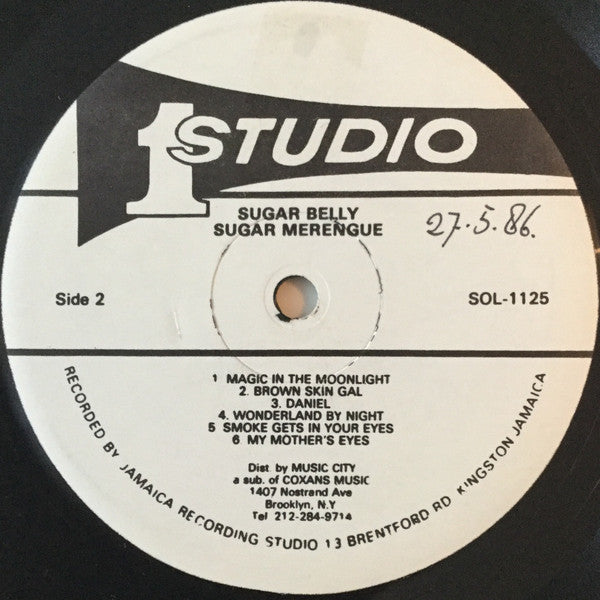 1 STUDIO
SUGAR BELLY
SUGAR MERENGUE
27.5.86.
Side 2
SOL-1125
1 MAGIC IN THE MOONLIGHT
2. BROWN SKIN GAL
3. DANIEL
4. WONDERLAND BY NIGHT
5 SMOKE GETS IN YOUR EYES
6. MY MOTHER'S EYES
Dist. by MUSIC CITY
a sub. of COXANS MUSIC
1407 Nostrand Ave
Brooklyn, N.Y
Tel 212-284-9714
RECORDED BY JAMAICA RECORDING STUDIO 13 BRENTFORD RD KINGSTON JAMAICA